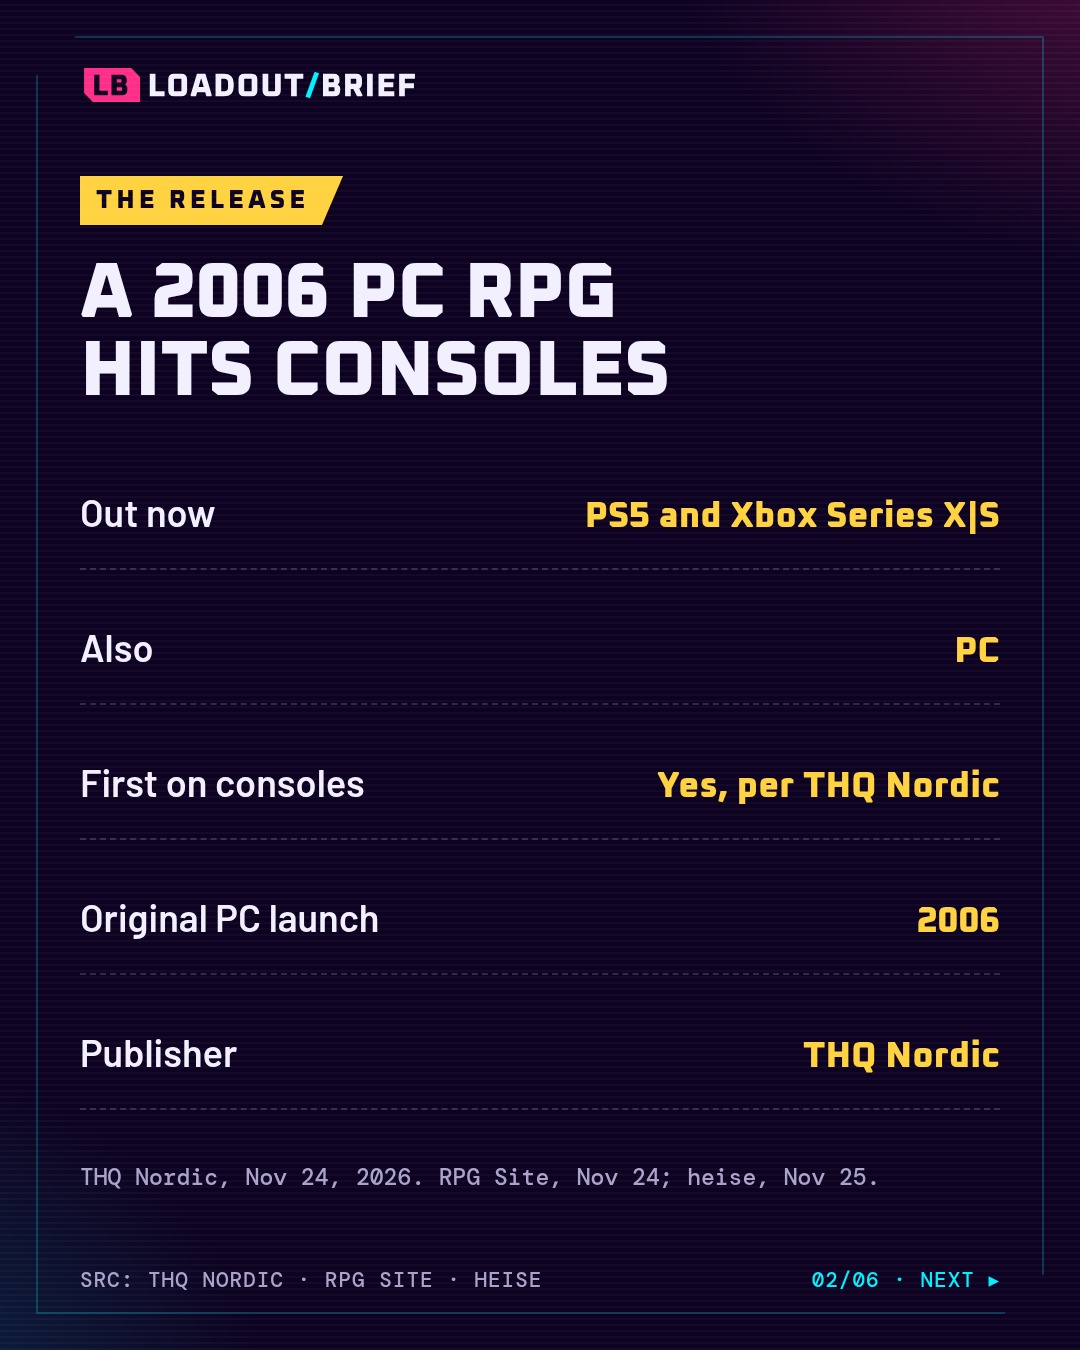 LB LOADOUT/BRIEF
THE RELEASE
A 2006 PC RPG
HITS CONSOLES
Out now PS5 and Xbox Series X|S
Also PC
First on consoles Yes, per THQ Nordic
Original PC launch 2006
Publisher THQ Nordic
THQ Nordic, Nov 24, 2026. RPG Site, Nov 24; heise, Nov 25.
SRC: THQ NORDIC · RPG SITE · HEISE 02/06 · NEXT ▸